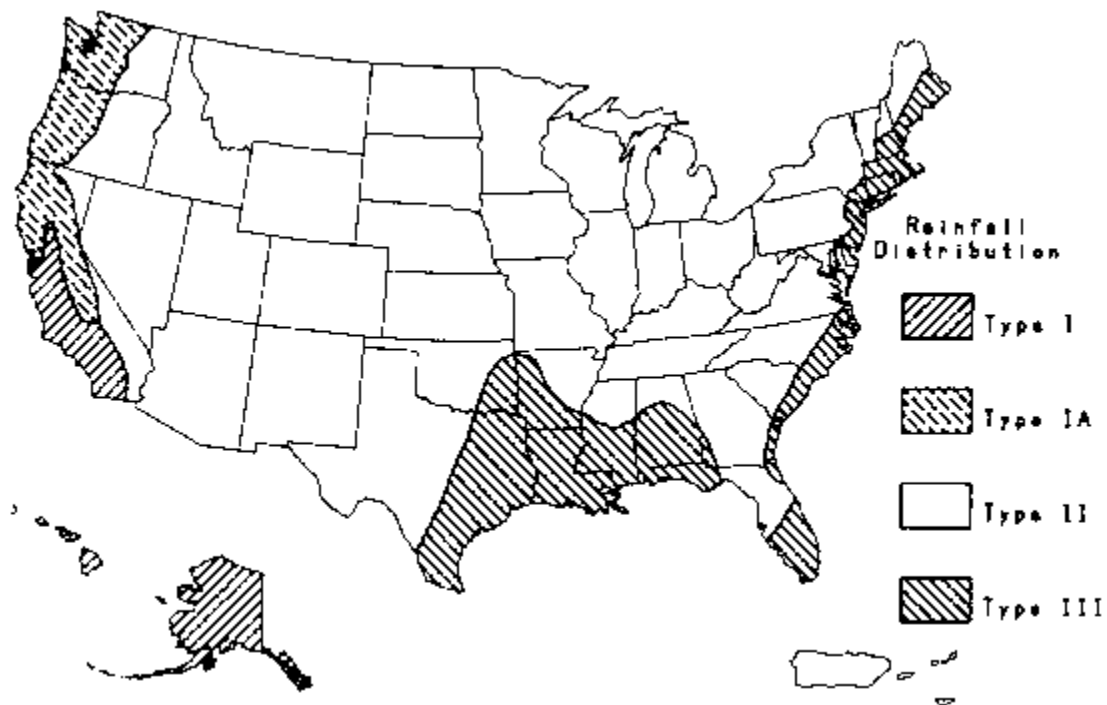 Rainfall
Distribution
Type I
Type IA
Type II
Type III